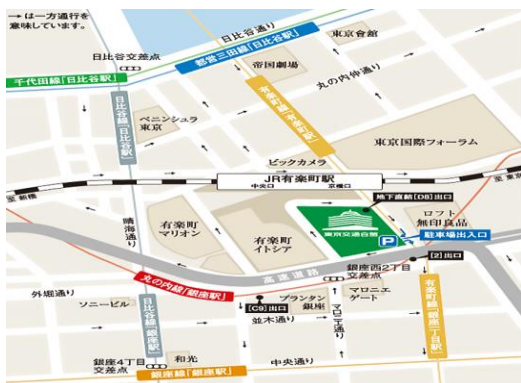 →は一方通行を
意味しています。
日比谷通り
東京會館
日比谷交差点
都営三田線「日比谷駅」
帝国劇場
千代田線「日比谷駅」
丸の内仲通り
日比谷線「日比谷駅」
有楽町線「有楽町駅」
ペニンシュラ
東京
東京国際フォーラム
ビックカメラ
JR有楽町駅
中央口
京橋口
至 新橋
至 東京
地下直結[D8]出口
晴海通り
有楽町
マリオン
有楽町
イトシア
東京交通会館
ロフト
無印良品
P
駐車場出入口
高速道路
銀座西2丁目
交差点
[2]出口
丸の内線「銀座駅」
外堀通り
ソニービル
[C9]出口
プランタン
銀座
マロニエ
ゲート
マロニエ通り
並木通り
日比谷線「銀座駅」
有楽町線「銀座一丁目駅」
銀座4丁目
交差点
和光
中央通り
銀座線「銀座駅」